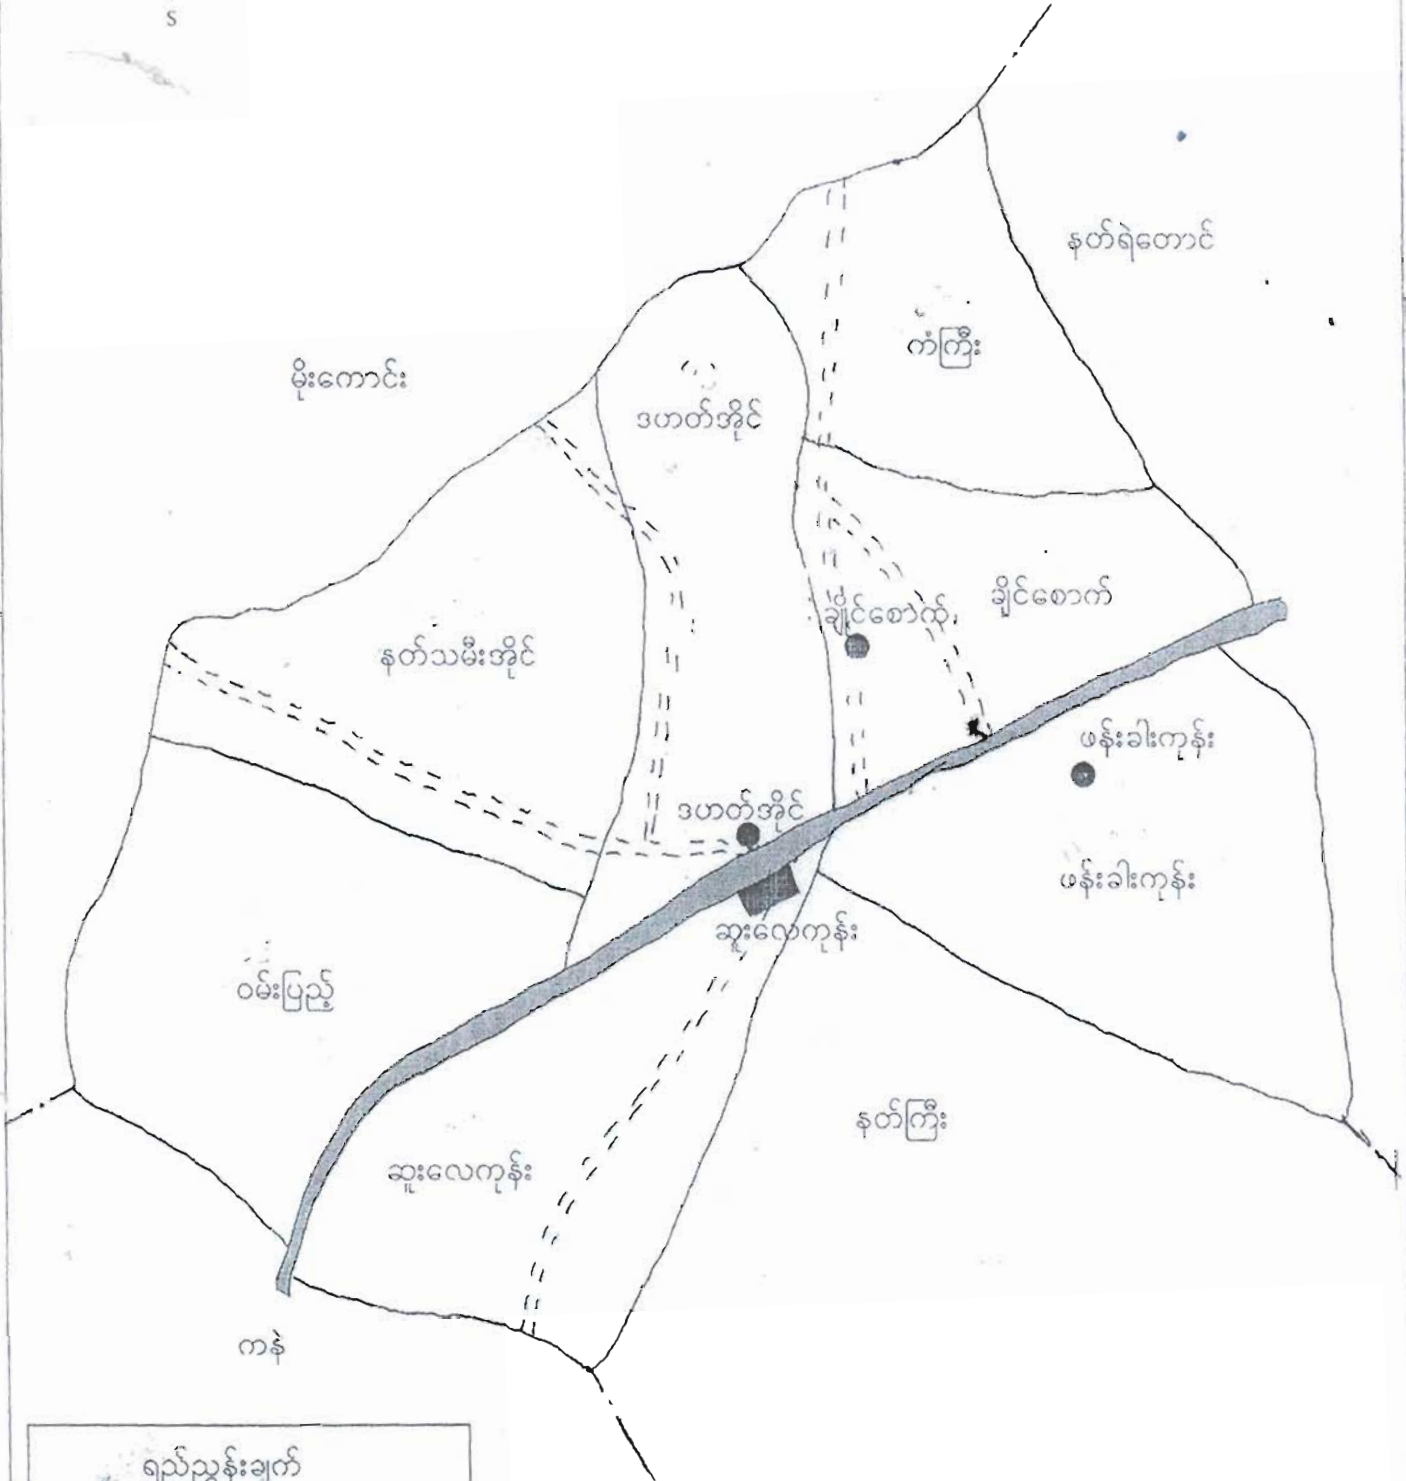 S
နတ်ရဲတောင်
ကံကြီး
မိုးကောင်း
ဒဟတ်အိုင်
ချိုင်စောက်
ချိုင်စောက်
နတ်သမီးအိုင်
ဖန်းခါးကုန်း
ဒဟတ်အိုင်
ဖန်းခါးကုန်း
ဆူးလေကုန်း
ဝမ်းပြည့်
နတ်ကြီး
ဆူးလေကုန်း
ကနဲ
ရည်ညွှန်းချက်